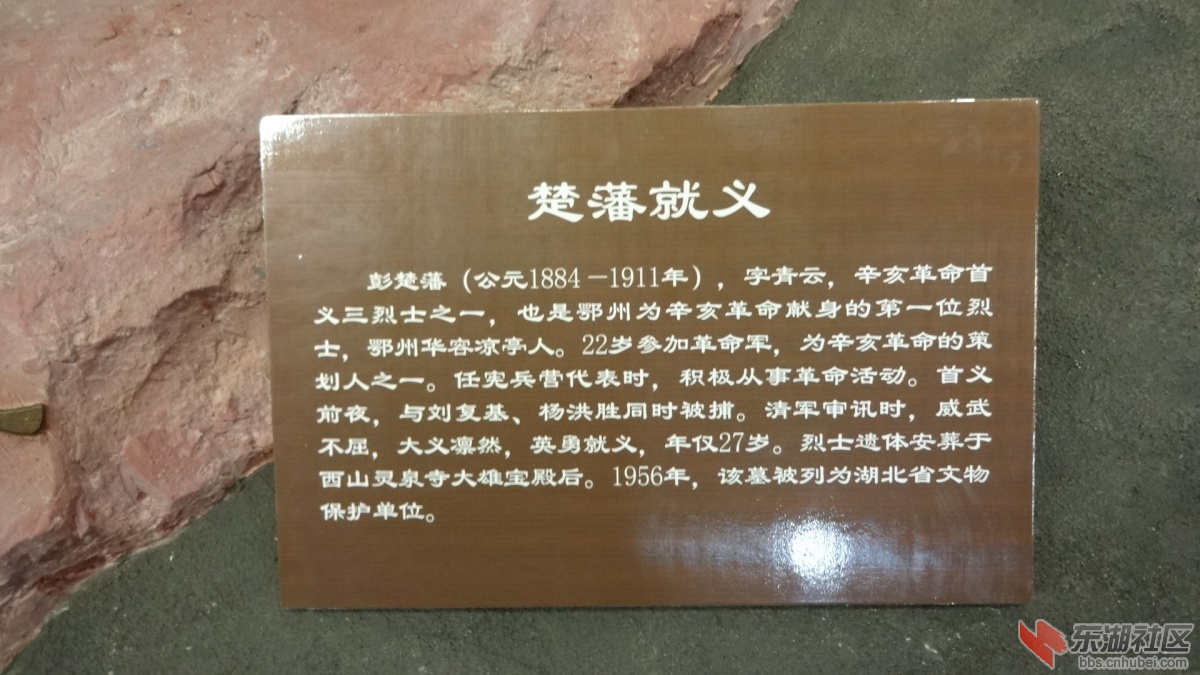 楚藩就义
彭楚藩（公元1884－1911年），字青云，辛亥革命首
义三烈士之一，也是鄂州为辛亥革命献身的第一位烈
士，鄂州华容凉亭人。22岁参加革命军，为辛亥革命的策
划人之一。任宪兵营代表时，积极从事革命活动。首义
前夜，与刘复基、杨洪胜同时被捕。清军审讯时，威武
不屈，大义凛然，英勇就义，年仅27岁。烈士遗体安葬于
西山灵泉寺大雄宝殿后。1956年，该墓被列为湖北省文物
保护单位。
东湖社区
bbs.cnhubei.com